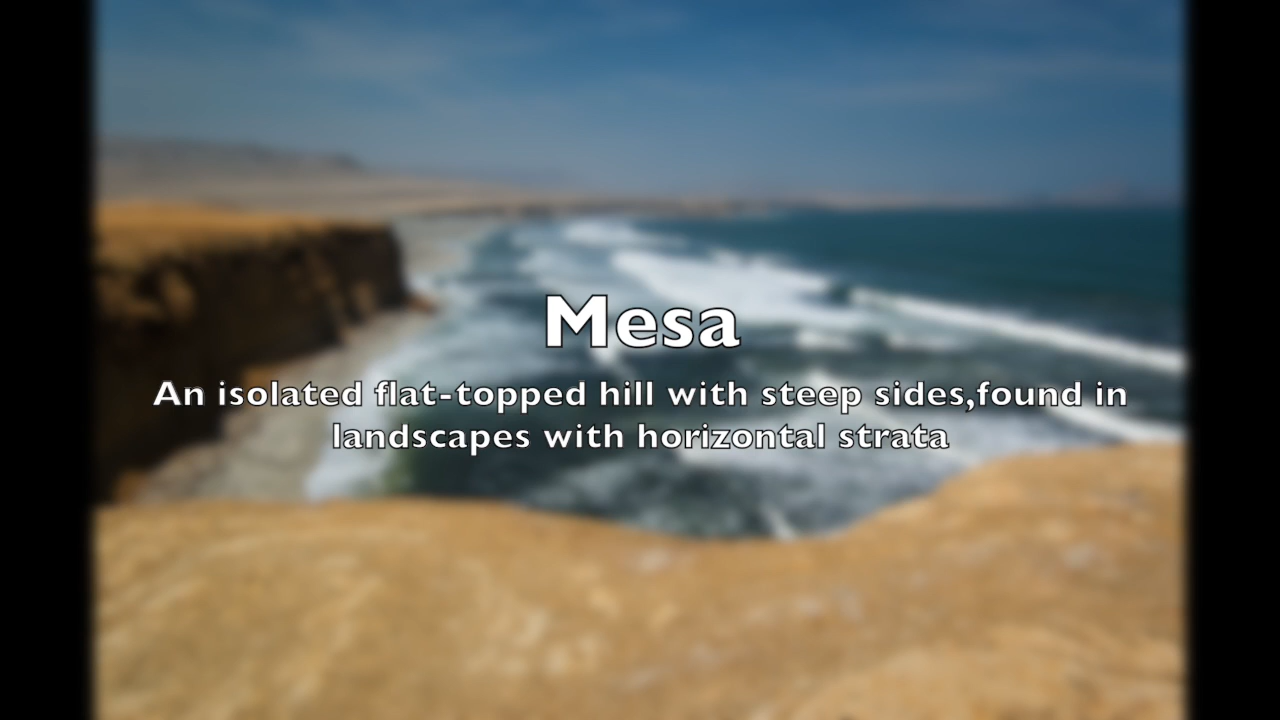 Mesa
An isolated flat-topped hill with steep sides,found in
landscapes with horizontal strata